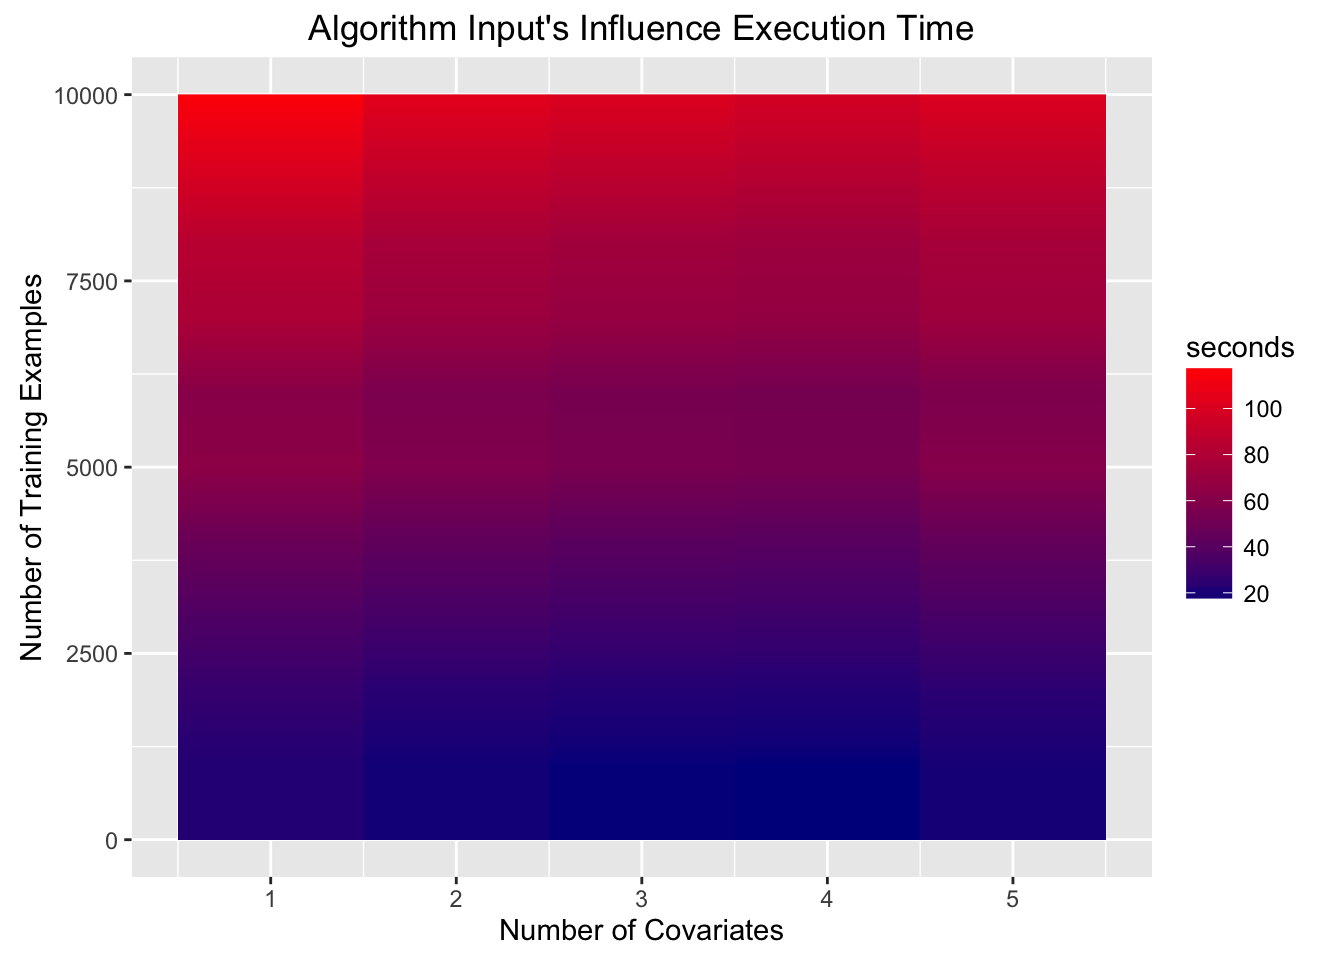 Algorithm Input's Influence Execution Time
Number of Training Examples
10000
7500
5000
2500
0
1 2 3 4 5
Number of Covariates
seconds
100
80
60
40
20